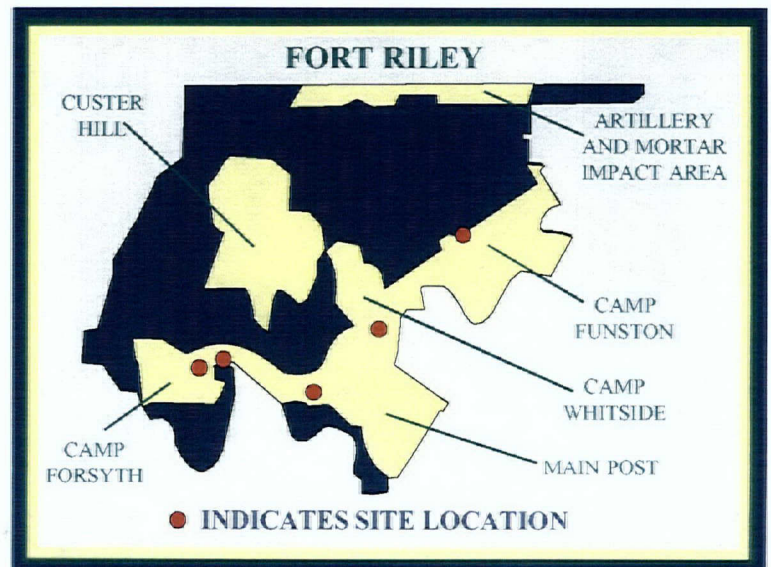 FORT RILEY
CUSTER
HILL
ARTILLERY
AND MORTAR
IMPACT AREA
CAMP
FUNSTON
CAMP
WHITSIDE
MAIN POST
CAMP
FORSYTH
INDICATES SITE LOCATION